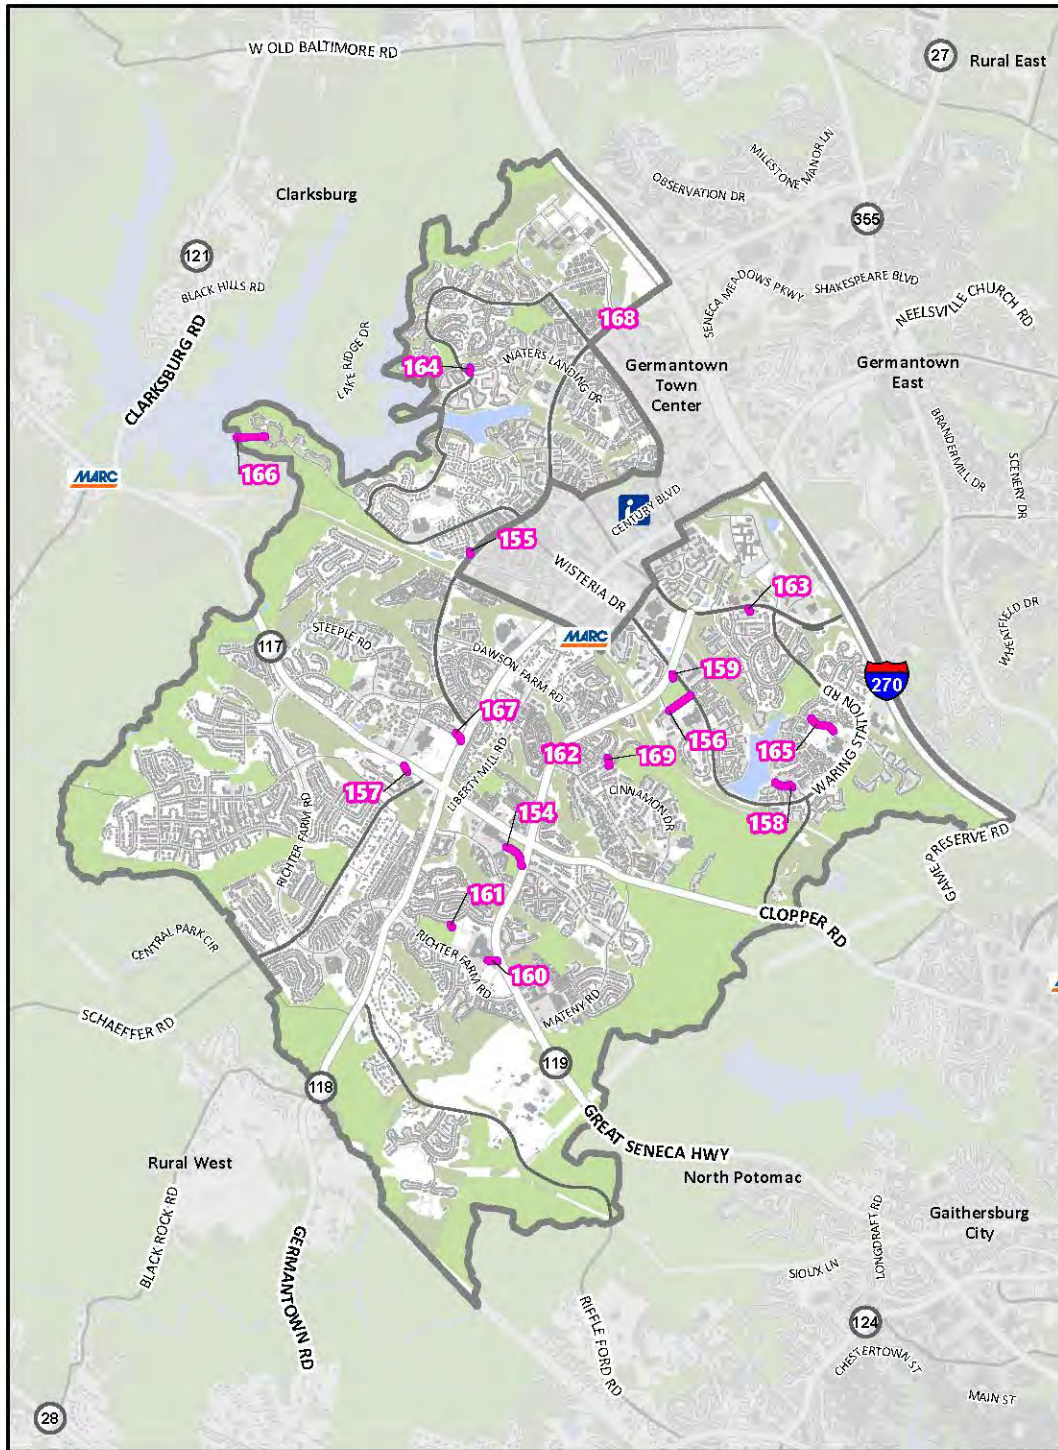 W OLD BALTIMORE RD
27
Rural East
MILESTONE MANOR LN
OBSERVATION DR
Clarksburg
355
121
BLACK HILLS RD
SENECA MEADOWS PKWY
SHAKESPEARE BLVD
NEELSVILLE CHURCH RD
CLARKSBURG RD
LAKE RIDGE DR
168
164
WATERS LANDING DR
Germantown
Town
Center
Germantown
East
BRANDERMILL DR
SCENERY DR
166
MARC
CENTURY BLVD
155
WISTERIA DR
163
WHEATFIELD DR
117
STEEPLE RD
MARC
DAWSON FARM RD
159
270
167
156
WARING STATION RD
165
162
169
157
LIBERTY MILL RD
CINNAMON DR
158
154
RICHTER FARM RD
GAME PRESERVE RD
161
CLOPPER RD
CENTRAL PARK CIR
RICHTER FARM RD
160
MATENY RD
SCHAEFFER RD
119
118
GREAT SENECA HWY
Rural West
North Potomac
BLACK ROCK RD
LONGDRAFT RD
Gaithersburg
City
GERMANTOWN RD
SIOUX LN
RIFFLE FORD RD
124
CHESTERTOWN ST
MAIN ST
28